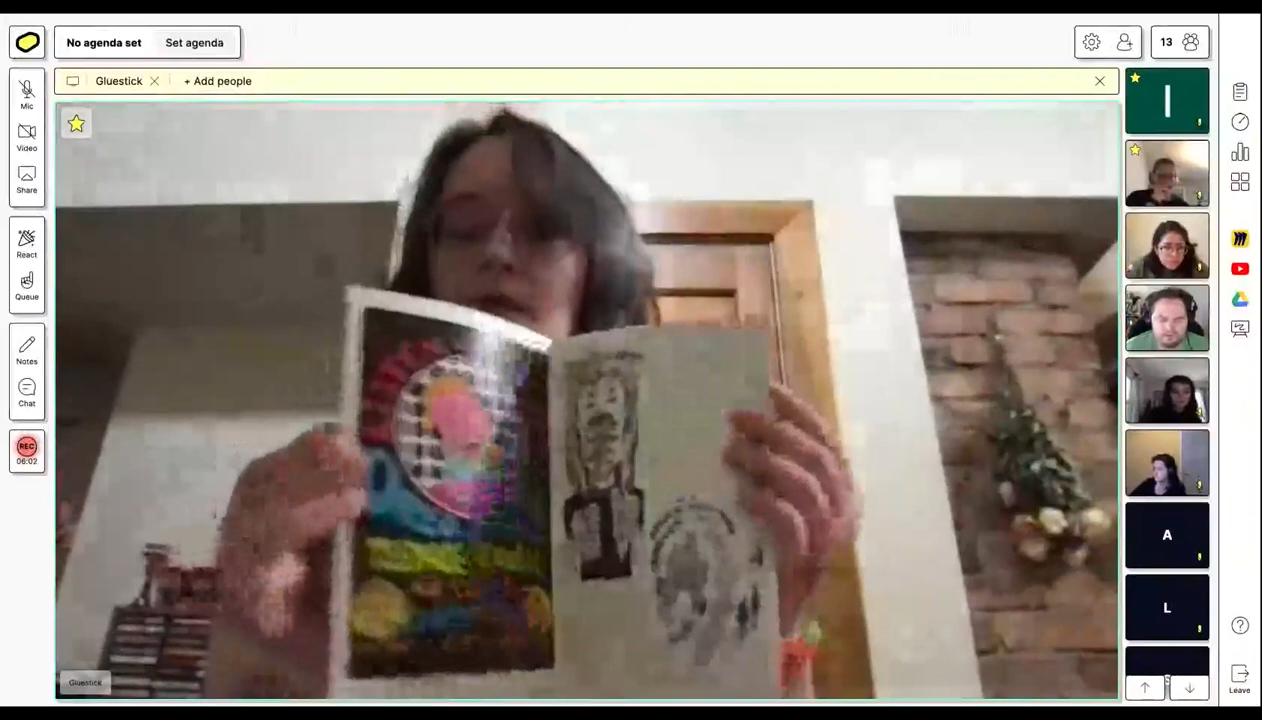 No agenda set
Set agenda
13
Gluestick
+ Add people
Mic
Video
Share
React
Queue
Notes
Chat
REC
06:02
I
A
L
Gluestick
Leave